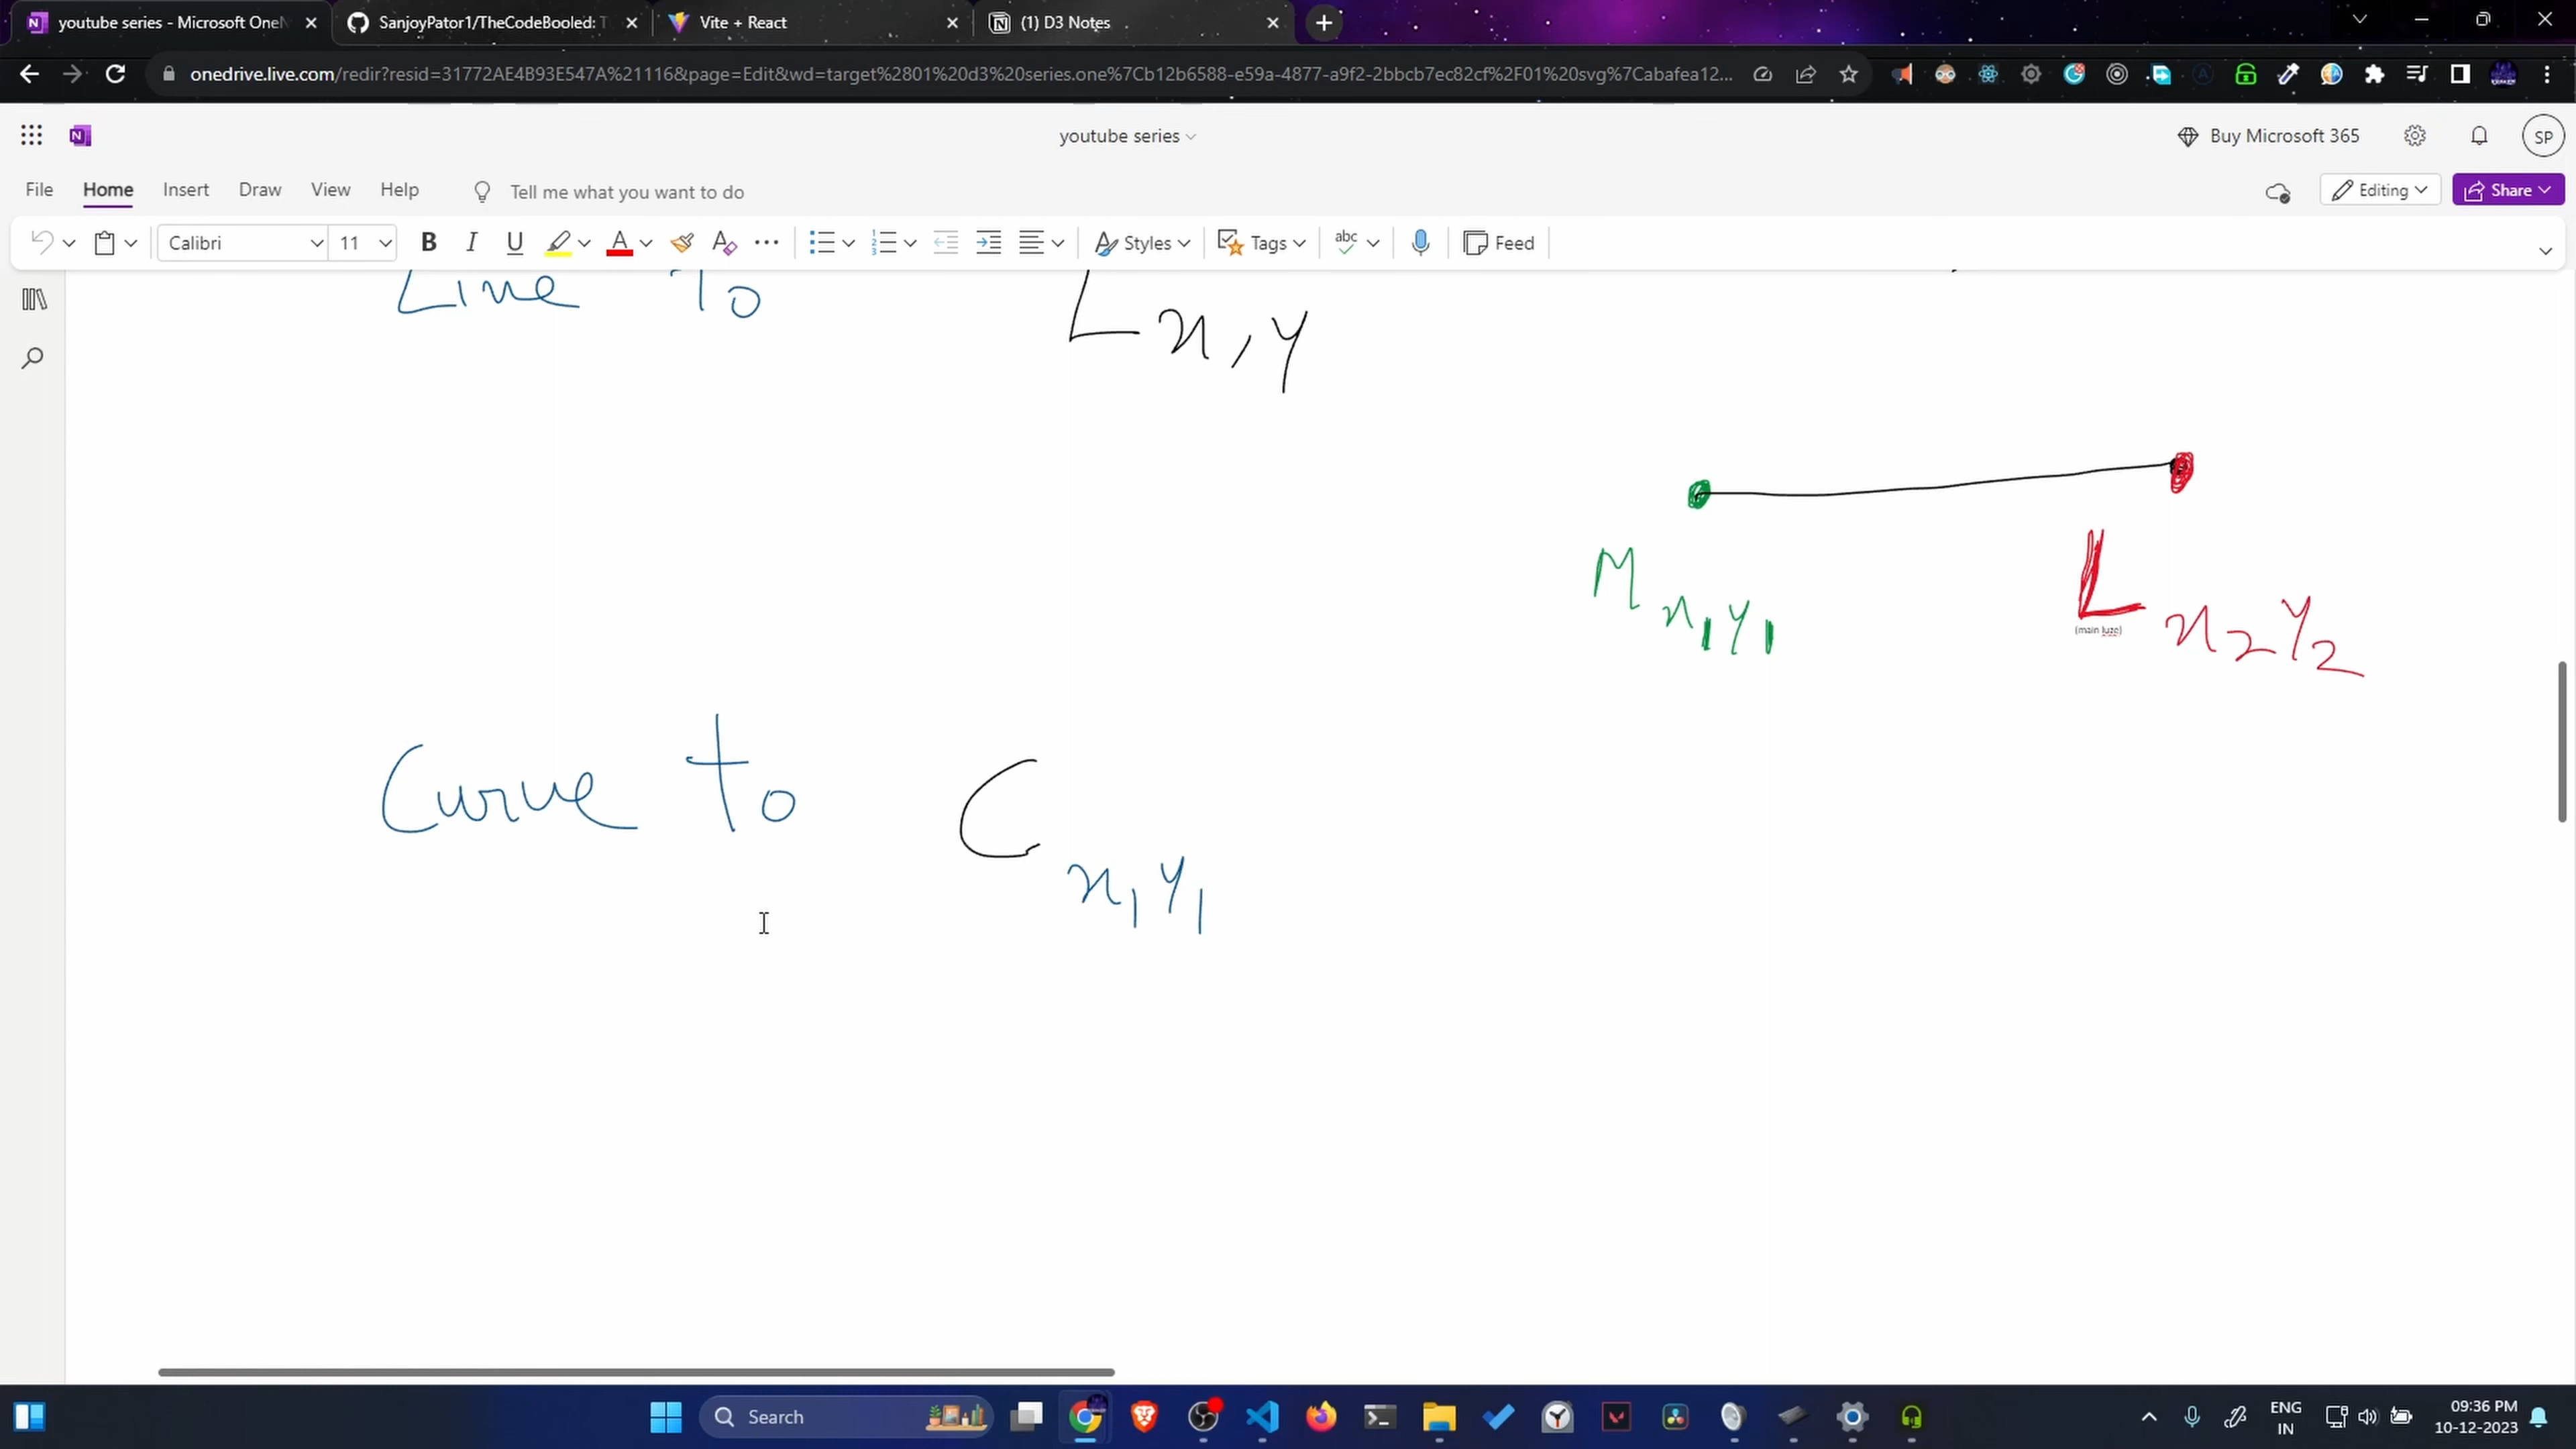 youtube series - Microsoft OneN
SanjoyPator1/TheCodeBooled: T
Vite + React
(1) D3 Notes
onedrive.live.com/redir?resid=31772AE4B93E547A%21116&page=Edit&wd=target%2801%20d3%20series.one%7Cb12b6588-e59a-4877-a9f2-2bbcb7ec82cf%2F01%20svg%7Cabafea12...
youtube series
Buy Microsoft 365
SP
File Home Insert Draw View Help Tell me what you want to do
Editing
Share
Calibri 11 B I U A Styles Tags abc Feed
Line To
L x, y
M x1 y1
L x2 y2
(main luze)
Curve to
C x1 y1
Search
ENG
IN
09:36 PM
10-12-2023